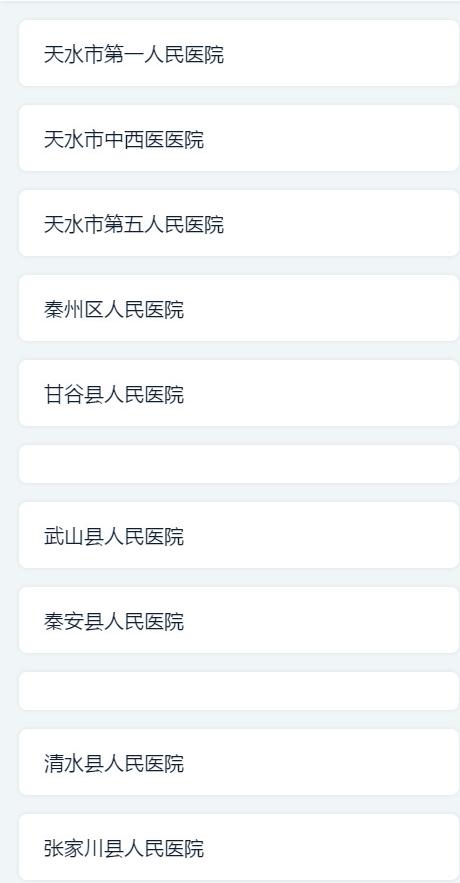 天水市第一人民医院
天水市中西医医院
天水市第五人民医院
秦州区人民医院
甘谷县人民医院
武山县人民医院
秦安县人民医院
清水县人民医院
张家川县人民医院